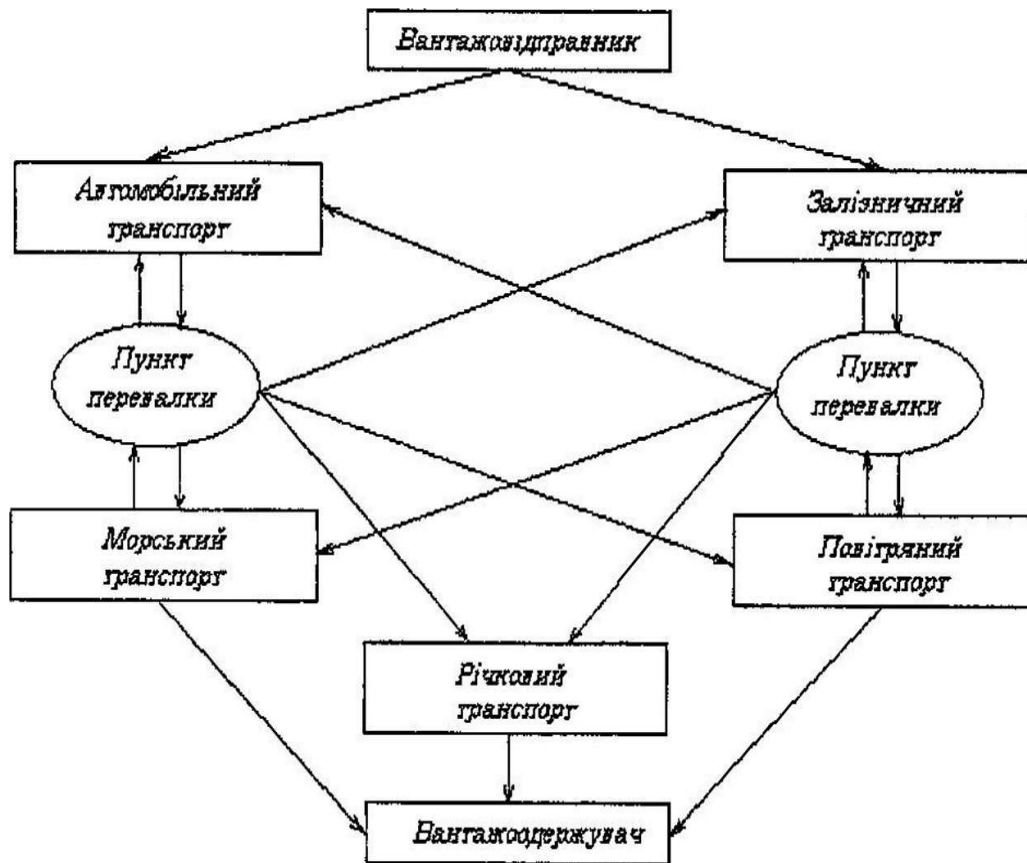 Вантажовідправник
Автомобільний
транспорт
Залізничний
транспорт
Пункт
перевалки
Пункт
перевалки
Морський
транспорт
Повітряний
транспорт
Річковий
транспорт
Вантажоодержувач